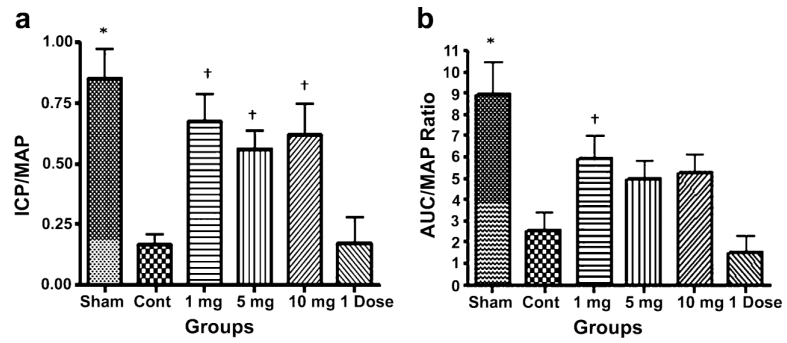 a
*
†
†
†
1.00
0.75
0.50
0.25
0.00
ICP/MAP
Sham Cont 1 mg 5 mg 10 mg 1 Dose
Groups
b
*
†
11
10
9
8
7
6
5
4
3
2
1
0
AUC/MAP Ratio
Sham Cont 1 mg 5 mg 10 mg 1 Dose
Groups